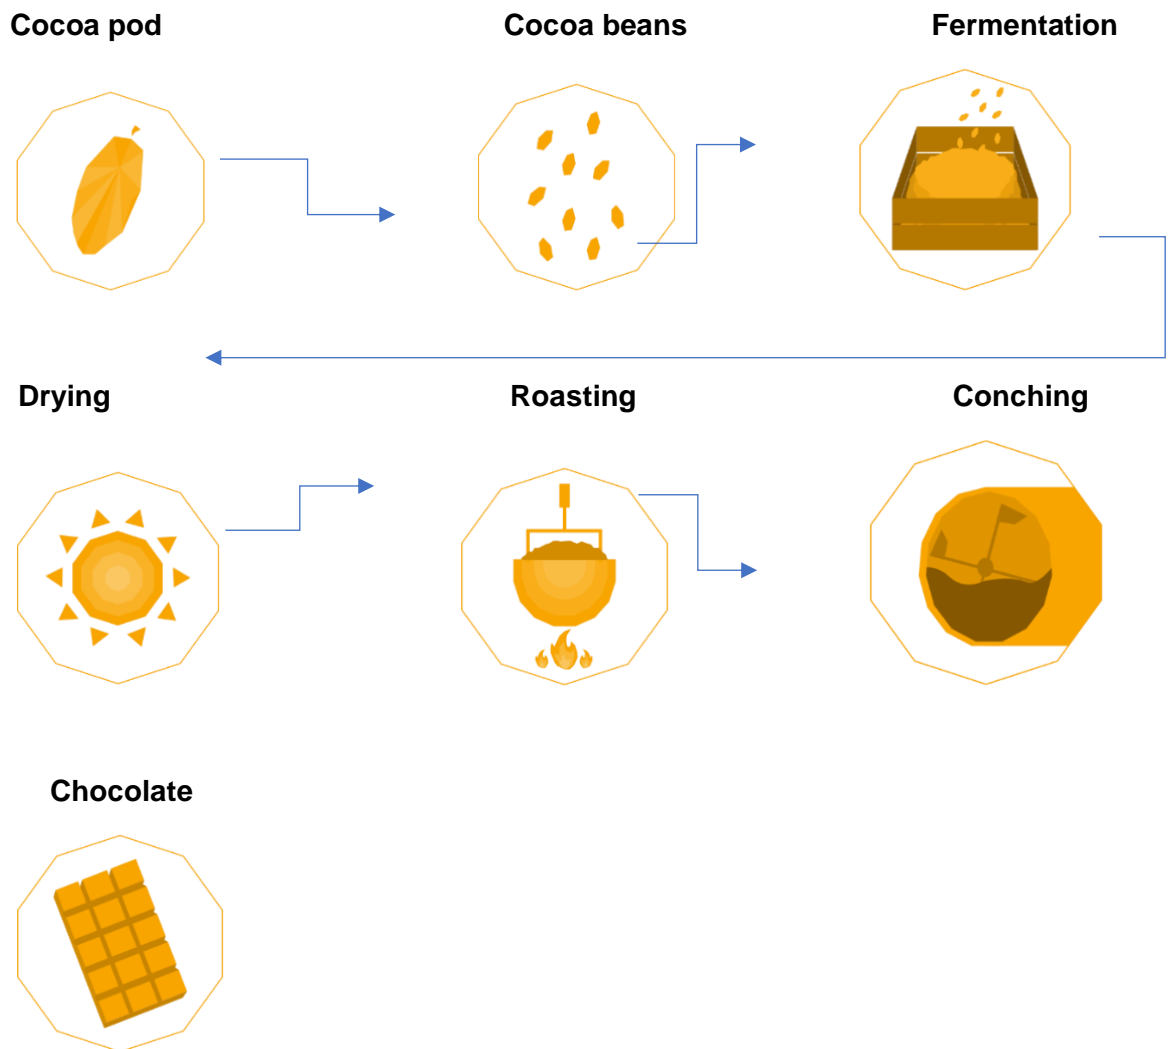 Cocoa pod
Cocoa beans
Fermentation
Drying
Roasting
Conching
Chocolate